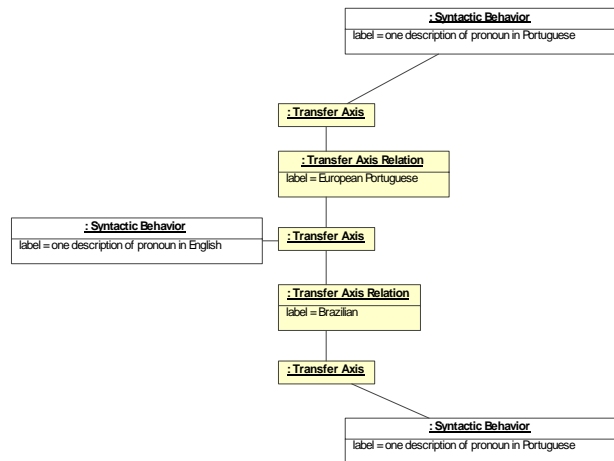 : Syntactic Behavior
label = one description of pronoun in Portuguese
: Transfer Axis
: Transfer Axis Relation
label = European Portuguese
: Syntactic Behavior
label = one description of pronoun in English
: Transfer Axis
: Transfer Axis Relation
label = Brazilian
: Transfer Axis
: Syntactic Behavior
label = one description of pronoun in Portuguese